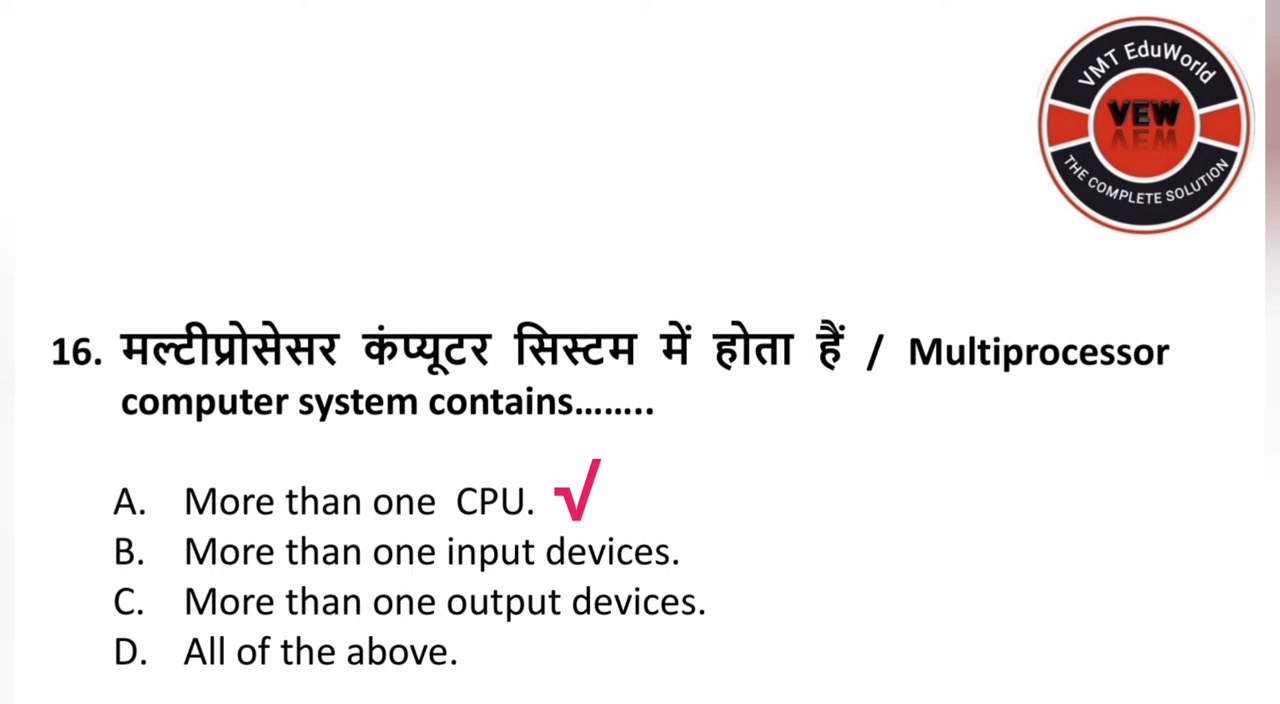 VMT EduWorld
VEW
THE COMPLETE SOLUTION
16. मल्टीप्रोसेसर कंप्यूटर सिस्टम में होता हैं / Multiprocessor
computer system contains........
A. More than one CPU. √
B. More than one input devices.
C. More than one output devices.
D. All of the above.